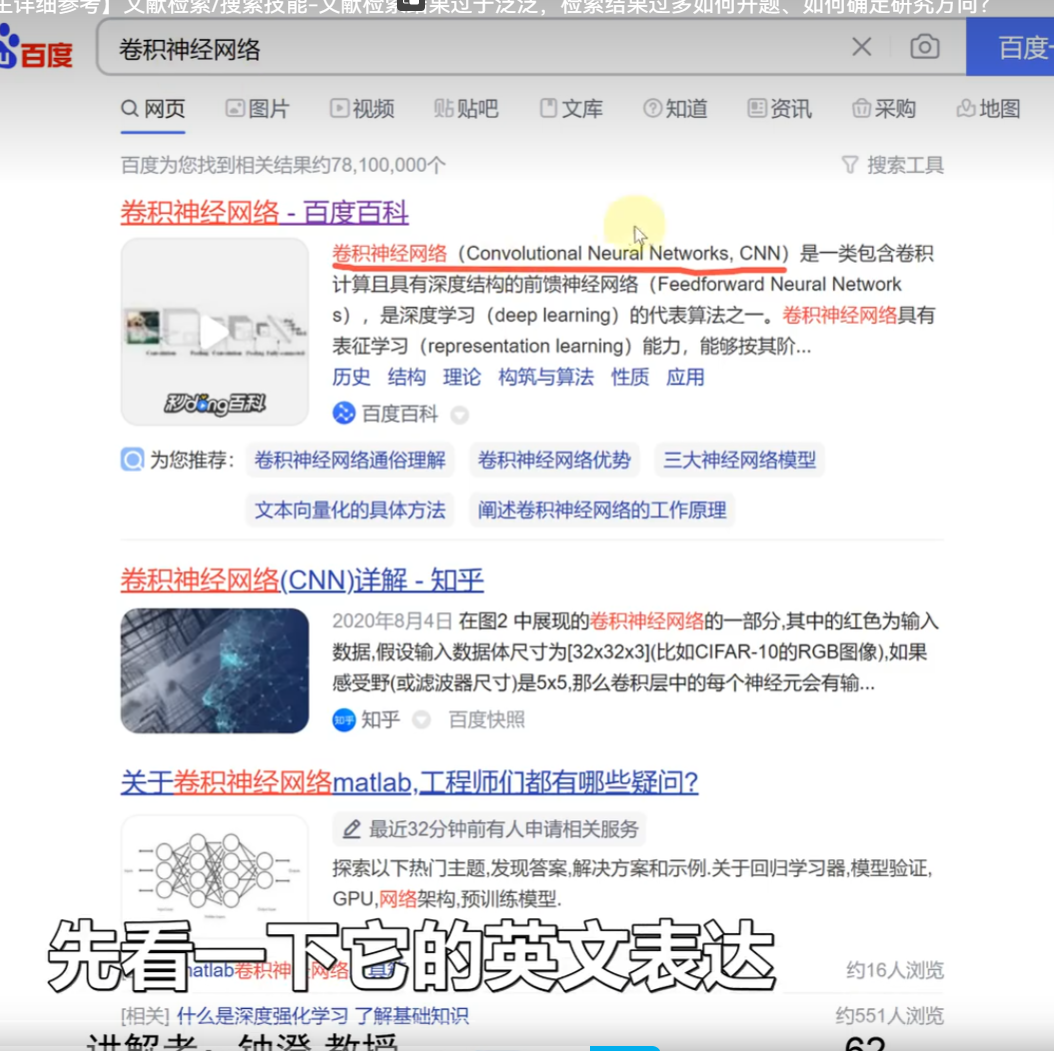 详细参考】文献检索/搜索技能-文献检索结果过于泛泛，检索结果过多如何开题、如何确定研究方向？
百度 卷积神经网络 百度一
网页 图片 视频 贴吧 文库 知道 资讯 采购 地图
百度为您找到相关结果约78,100,000个 搜索工具
卷积神经网络 - 百度百科
卷积神经网络（Convolutional Neural Networks, CNN）是一类包含卷积
计算且具有深度结构的前馈神经网络（Feedforward Neural Network
s），是深度学习（deep learning）的代表算法之一。卷积神经网络具有
表征学习（representation learning）能力，能够按其阶...
历史 结构 理论 构筑与算法 性质 应用
秒dong百科
百度百科
为您推荐： 卷积神经网络通俗理解 卷积神经网络优势 三大神经网络模型
文本向量化的具体方法 阐述卷积神经网络的工作原理
卷积神经网络(CNN)详解 - 知乎
2020年8月4日 在图2 中展现的卷积神经网络的一部分,其中的红色为输入
数据,假设输入数据体尺寸为[32x32x3](比如CIFAR-10的RGB图像),如果
感受野(或滤波器尺寸)是5x5,那么卷积层中的每个神经元会有输...
知乎 知乎 百度快照
关于卷积神经网络matlab,工程师们都有哪些疑问?
最近32分钟前有人申请相关服务
探索以下热门主题,发现答案,解决方案和示例.关于回归学习器,模型验证,
GPU,网络架构,预训练模型.
先看一下它的英文表达
matlab卷积神 网络 约16人浏览
[相关] 什么是深度强化学习 了解基础知识 约551人浏览
讲解者：钟澄 教授 62